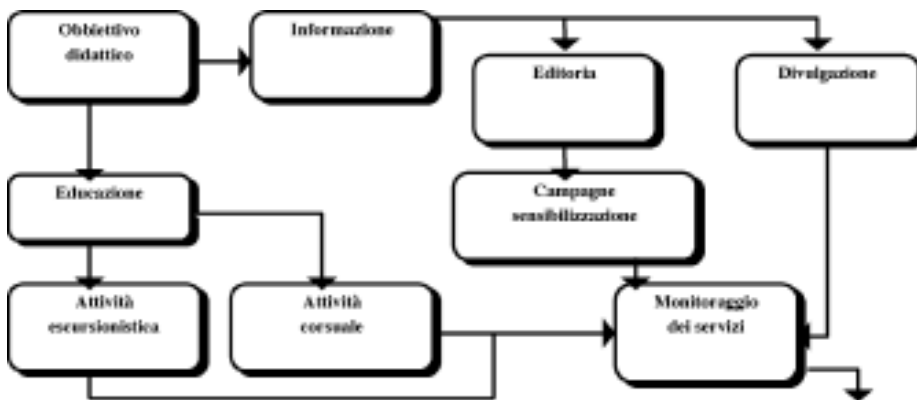 Obbiettivo
didattico
Informazione
Editoria
Divulgazione
Educazione
Campagne
sensibilizzazione
Attività
escursionistica
Attività
corsuale
Monitoraggio
dei servizi